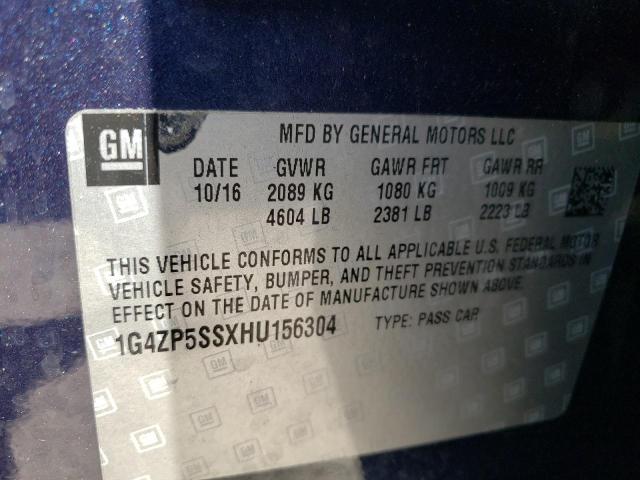 GM
MFD BY GENERAL MOTORS LLC
DATE GVWR GAWR FRT GAWR RR
10/16 2089 KG 1080 KG 1009 KG
4604 LB 2381 LB 2223 LB
THIS VEHICLE CONFORMS TO ALL APPLICABLE U.S. FEDERAL MOTOR
VEHICLE SAFETY, BUMPER, AND THEFT PREVENTION STANDARDS IN
EFFECT ON THE DATE OF MANUFACTURE SHOWN ABOVE.
1G4ZP5SSXHU156304 TYPE: PASS CAR